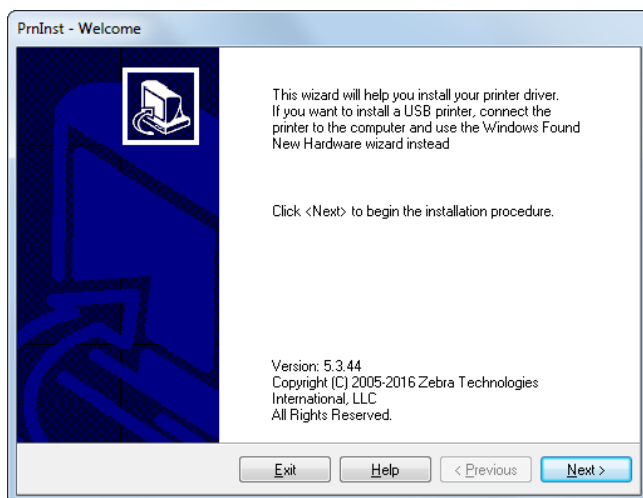 PrnInst - Welcome
This wizard will help you install your printer driver.
If you want to install a USB printer, connect the
printer to the computer and use the Windows Found
New Hardware wizard instead
Click <Next> to begin the installation procedure.
Version: 5.3.44
Copyright (C) 2005-2016 Zebra Technologies
International, LLC
All Rights Reserved.
Exit Help < Previous Next >